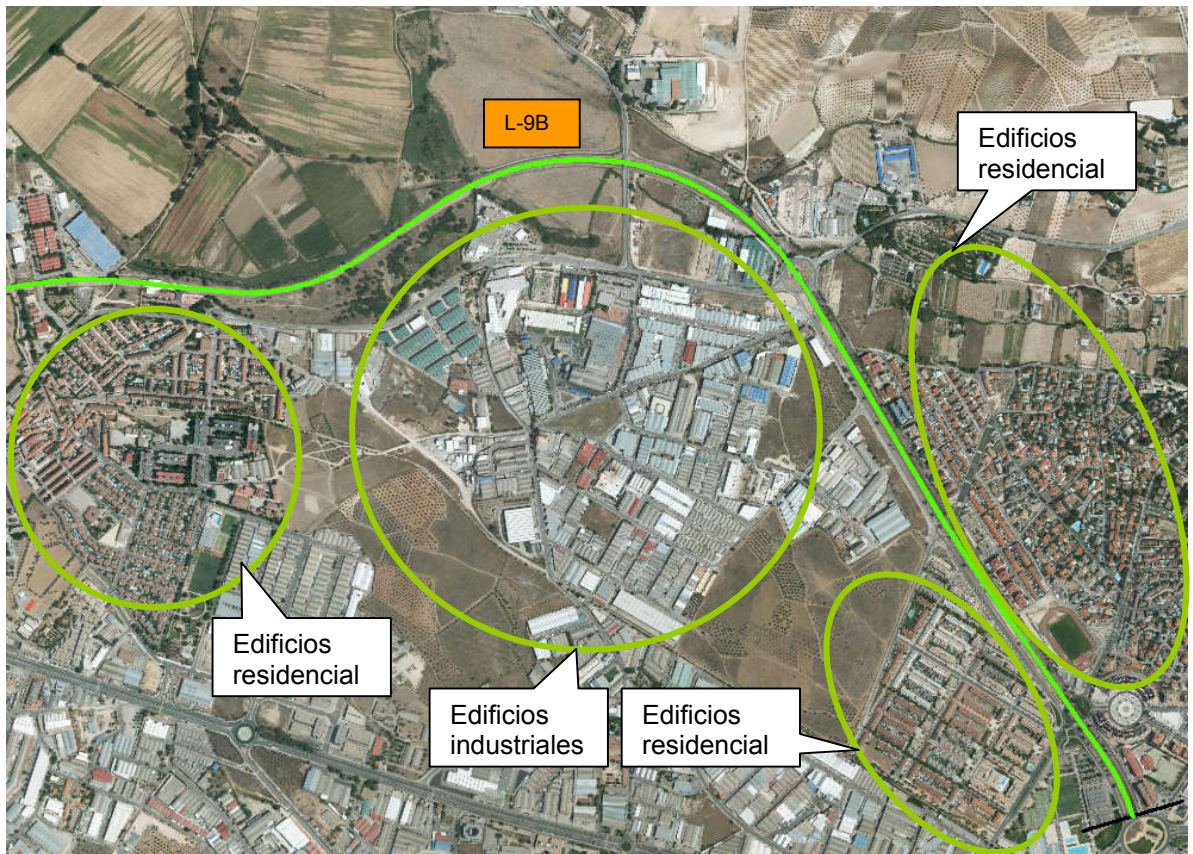 L-9B
Edificios
residencial
Edificios
residencial
Edificios
industriales
Edificios
residencial